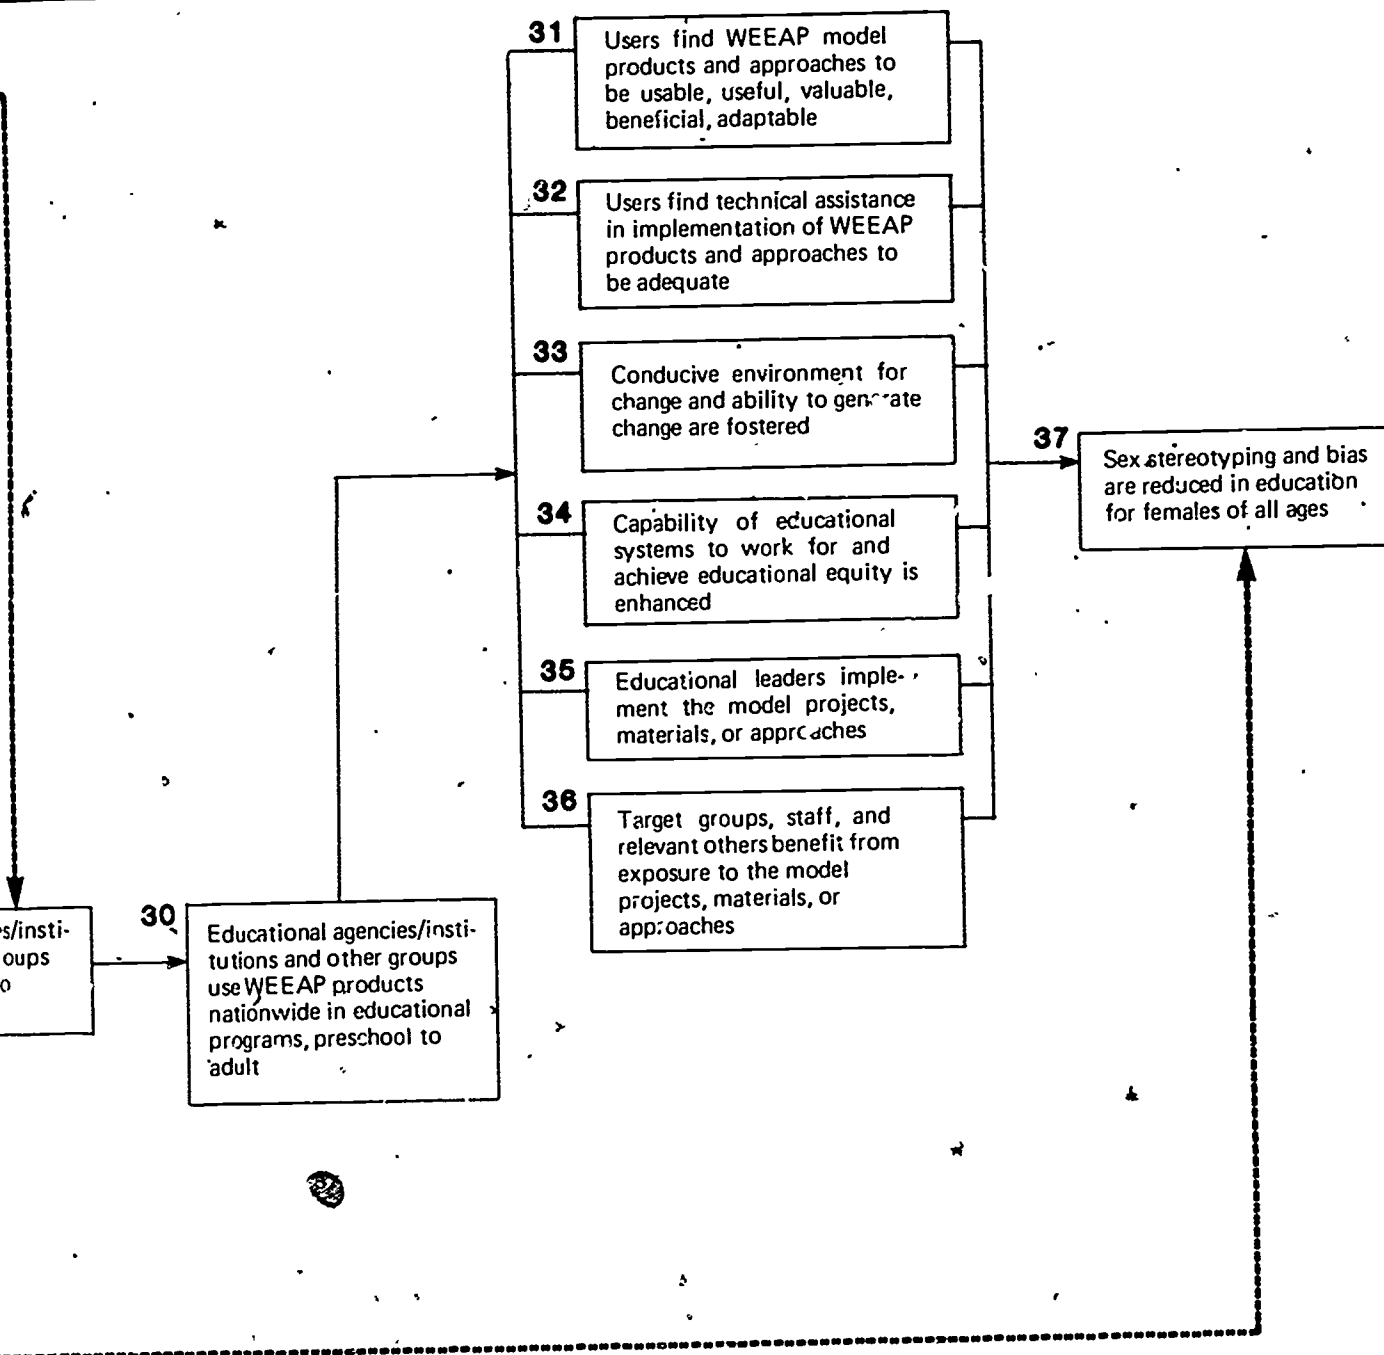 31
Users find WEEAP model
products and approaches to
be usable, useful, valuable,
beneficial, adaptable
32
Users find technical assistance
in implementation of WEEAP
products and approaches to
be adequate
33
Conducive environment for
change and ability to generate
change are fostered
34
Capability of educational
systems to work for and
achieve educational equity is
enhanced
35
Educational leaders imple-
ment the model projects,
materials, or approaches
36
Target groups, staff, and
relevant others benefit from
exposure to the model
projects, materials, or
approaches
37
Sex stereotyping and bias
are reduced in education
for females of all ages
s/insti-
oups
o
30
Educational agencies/insti-
tutions and other groups
use WEEAP products
nationwide in educational
programs, preschool to
adult